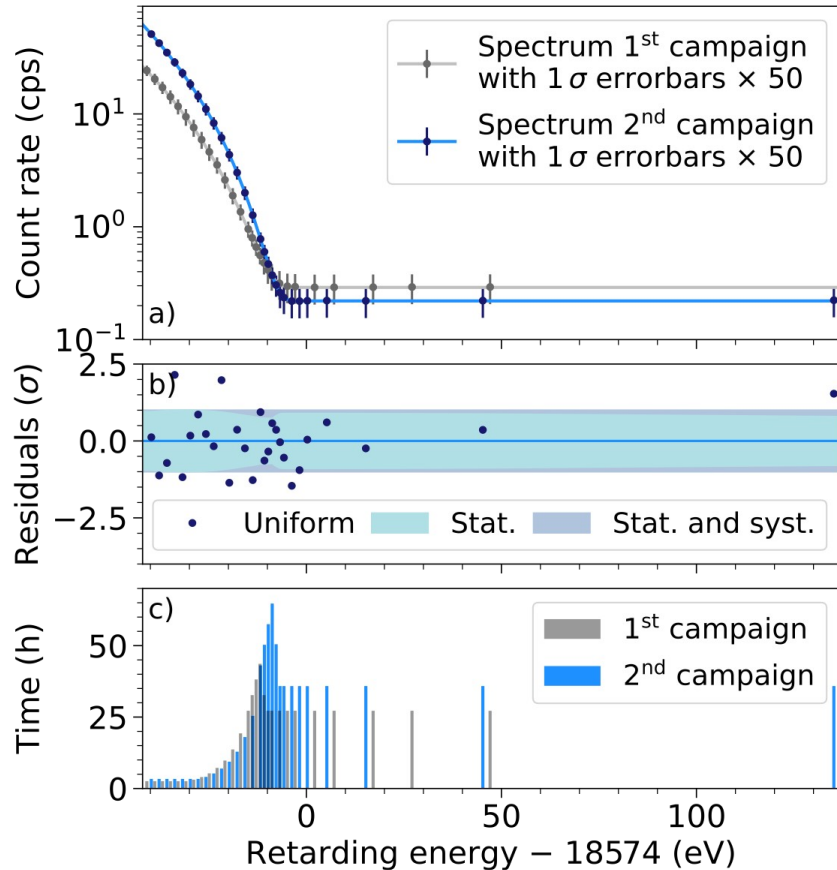 Count rate (cps)
10¹
10⁰
10⁻¹
a)
Spectrum 1ˢᵗ campaign
with 1 σ errorbars × 50
Spectrum 2ⁿᵈ campaign
with 1 σ errorbars × 50
Residuals (σ)
2.5
0.0
−2.5
b)
Uniform
Stat.
Stat. and syst.
Time (h)
50
25
0
c)
1ˢᵗ campaign
2ⁿᵈ campaign
0
50
100
Retarding energy − 18574 (eV)